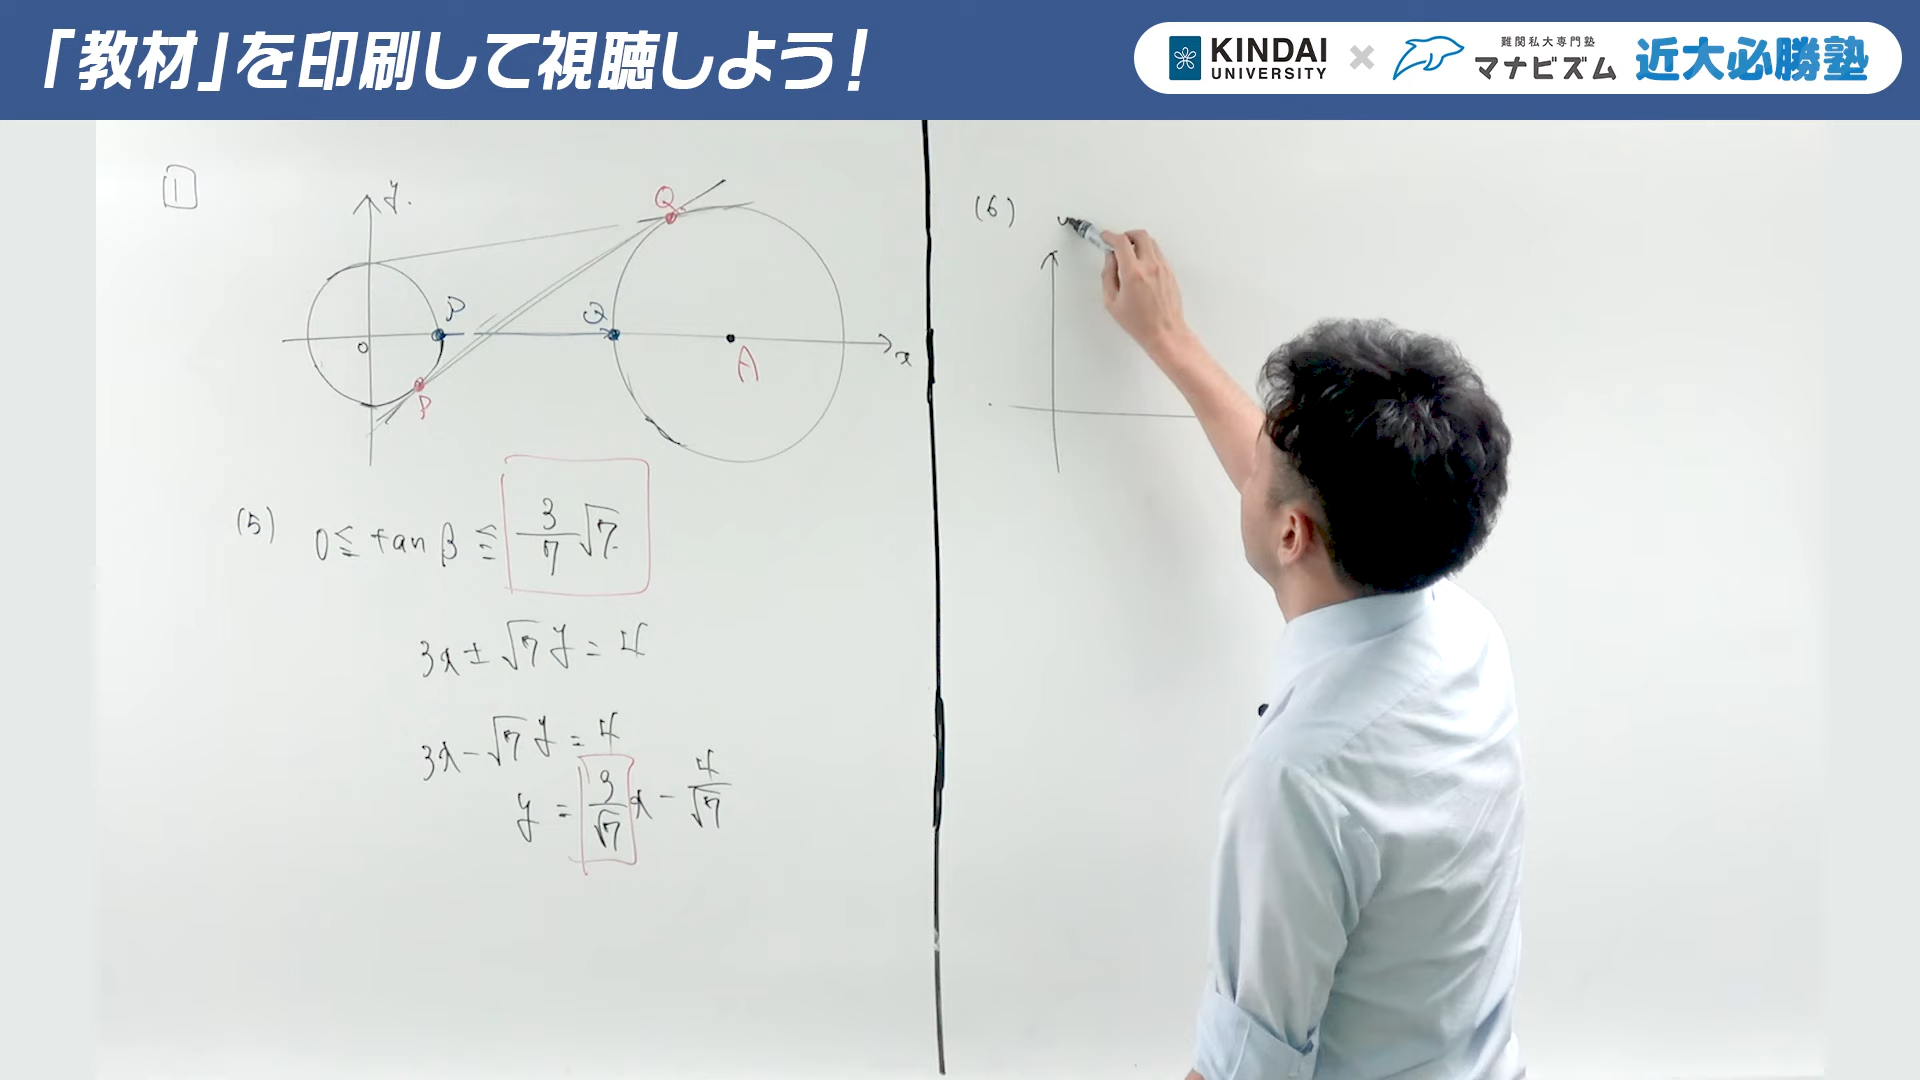 「教材」を印刷して視聴しよう！
KINDAI UNIVERSITY × 難関私大専門塾 マナビズム 近大必勝塾
1
y
Q
P
Q
O
A
x
P
(5) 0≦ tan β ≦ 3/7 √7
3x ± √7 y = 4
3x - √7 y = 4
y = 3/√7 x - 4/√7
(6)